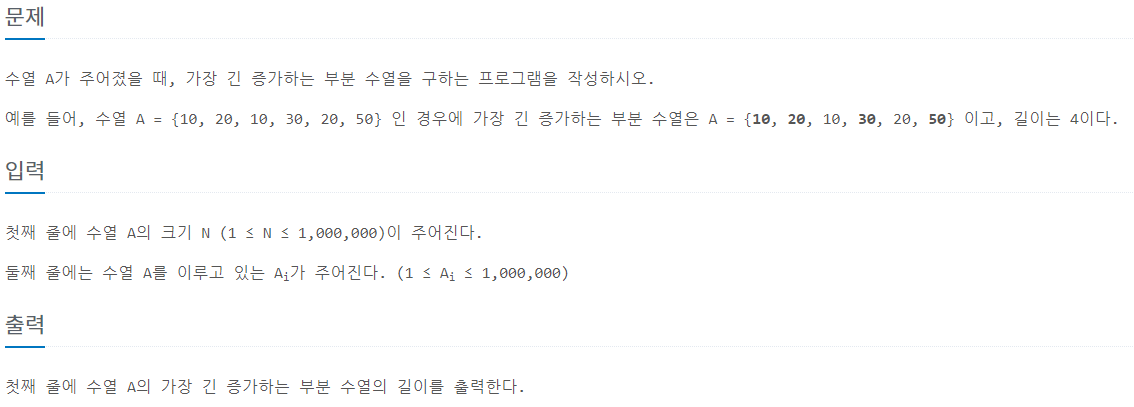 문제
수열 A가 주어졌을 때, 가장 긴 증가하는 부분 수열을 구하는 프로그램을 작성하시오.
예를 들어, 수열 A = {10, 20, 10, 30, 20, 50} 인 경우에 가장 긴 증가하는 부분 수열은 A = {10, 20, 10, 30, 20, 50} 이고, 길이는 4이다.
입력
첫째 줄에 수열 A의 크기 N (1 ≤ N ≤ 1,000,000)이 주어진다.
둘째 줄에는 수열 A를 이루고 있는 Ai가 주어진다. (1 ≤ Ai ≤ 1,000,000)
출력
첫째 줄에 수열 A의 가장 긴 증가하는 부분 수열의 길이를 출력한다.